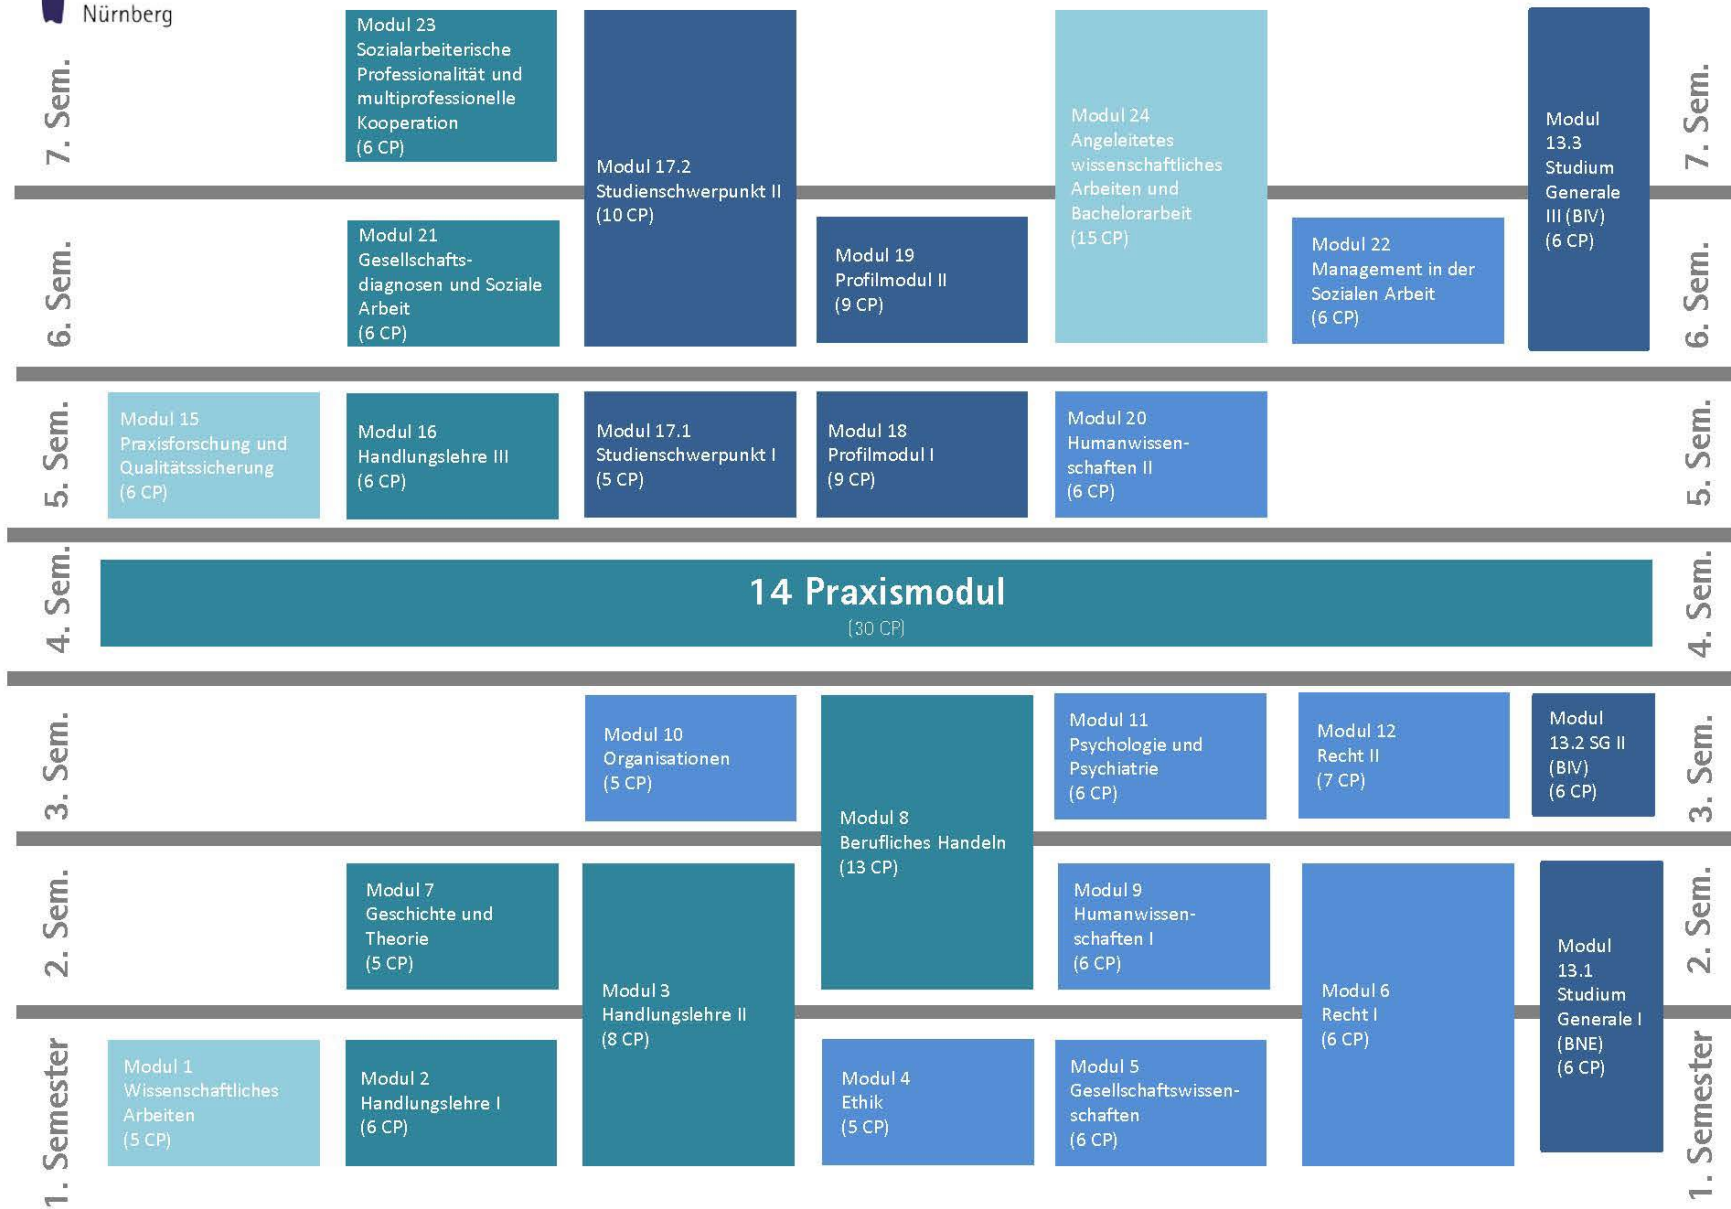 Nürnberg
7. Sem.
Modul 23
Sozialarbeiterische
Professionalität und
multiprofessionelle
Kooperation
(6 CP)
Modul 17.2
Studienschwerpunkt II
(10 CP)
Modul 24
Angeleitetes
wissenschaftliches
Arbeiten und
Bachelorarbeit
(15 CP)
Modul
13.3
Studium
Generale
III (BIV)
(6 CP)
7. Sem.
6. Sem.
Modul 21
Gesellschafts-
diagnosen und Soziale
Arbeit
(6 CP)
Modul 19
Profilmodul II
(9 CP)
Modul 22
Management in der
Sozialen Arbeit
(6 CP)
6. Sem.
5. Sem.
Modul 15
Praxisforschung und
Qualitätssicherung
(6 CP)
Modul 16
Handlungslehre III
(6 CP)
Modul 17.1
Studienschwerpunkt I
(5 CP)
Modul 18
Profilmodul I
(9 CP)
Modul 20
Humanwissen-
schaften II
(6 CP)
5. Sem.
4. Sem.
14 Praxismodul
(30 CP)
4. Sem.
3. Sem.
Modul 10
Organisationen
(5 CP)
Modul 8
Berufliches Handeln
(13 CP)
Modul 11
Psychologie und
Psychiatrie
(6 CP)
Modul 12
Recht II
(7 CP)
Modul
13.2 SG II
(BIV)
(6 CP)
3. Sem.
2. Sem.
Modul 7
Geschichte und
Theorie
(5 CP)
Modul 3
Handlungslehre II
(8 CP)
Modul 9
Humanwissen-
schaften I
(6 CP)
Modul 6
Recht I
(6 CP)
Modul
13.1
Studium
Generale I
(BNE)
(6 CP)
2. Sem.
1. Semester
Modul 1
Wissenschaftliches
Arbeiten
(5 CP)
Modul 2
Handlungslehre I
(6 CP)
Modul 4
Ethik
(5 CP)
Modul 5
Gesellschaftswissen-
schaften
(6 CP)
1. Semester